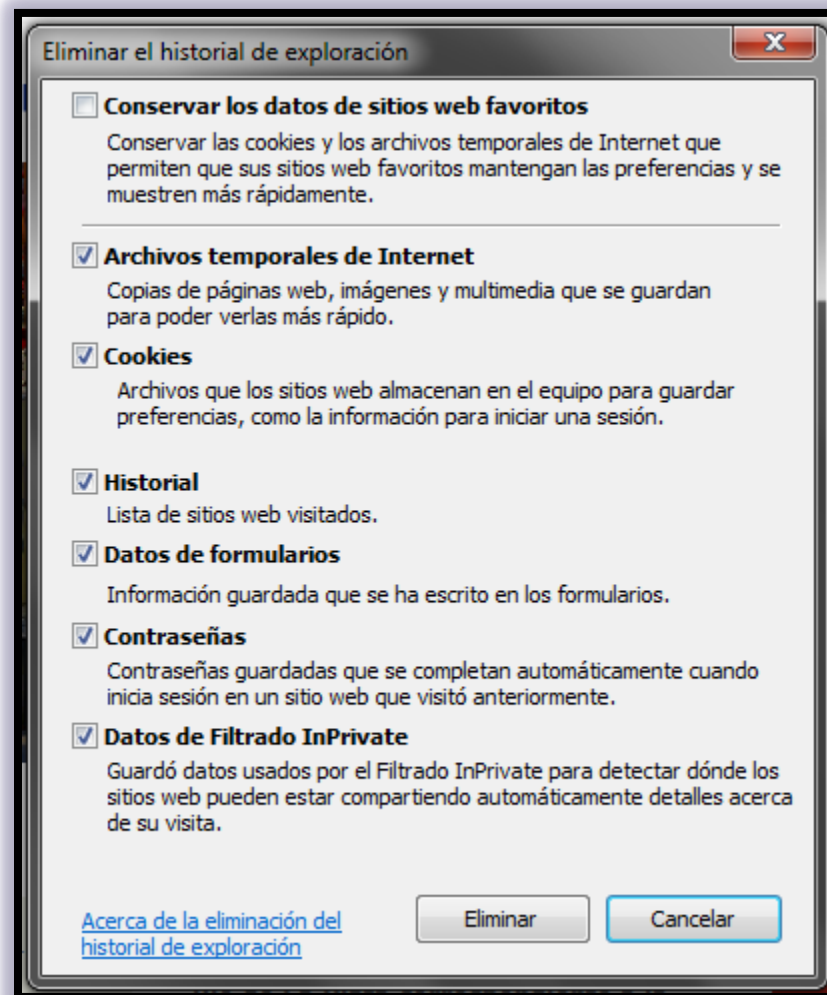 Eliminar el historial de exploración
Conservar los datos de sitios web favoritos
Conservar las cookies y los archivos temporales de Internet que
permiten que sus sitios web favoritos mantengan las preferencias y se
muestren más rápidamente.
Archivos temporales de Internet
Copias de páginas web, imágenes y multimedia que se guardan
para poder verlas más rápido.
Cookies
Archivos que los sitios web almacenan en el equipo para guardar
preferencias, como la información para iniciar una sesión.
Historial
Lista de sitios web visitados.
Datos de formularios
Información guardada que se ha escrito en los formularios.
Contraseñas
Contraseñas guardadas que se completan automáticamente cuando
inicia sesión en un sitio web que visitó anteriormente.
Datos de Filtrado InPrivate
Guardó datos usados por el Filtrado InPrivate para detectar dónde los
sitios web pueden estar compartiendo automáticamente detalles acerca
de su visita.
Acerca de la eliminación del
historial de exploración
Eliminar
Cancelar